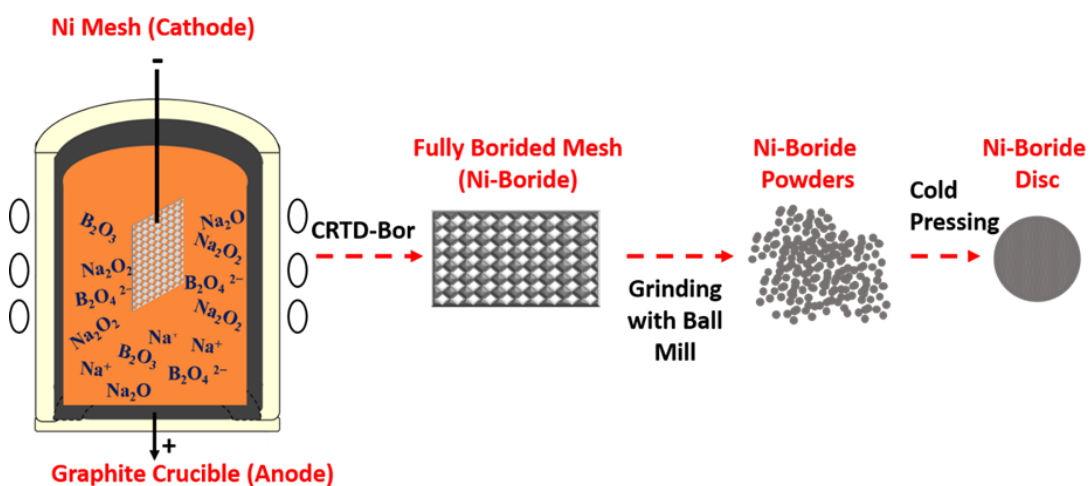 Ni Mesh (Cathode)
-
B₂O₃
Na₂O
Na₂O₂
Na₂O₂
B₂O₄ ²⁻
B₂O₄ ²⁻
Na₂O₂
Na₂O₂
Na⁺
Na⁺
B₂O₃
Na⁺
B₂O₄ ²⁻
Na₂O
+
Graphite Crucible (Anode)
CRTD-Bor
Fully Borided Mesh
(Ni-Boride)
Grinding
with Ball
Mill
Ni-Boride
Powders
Cold
Pressing
Ni-Boride
Disc